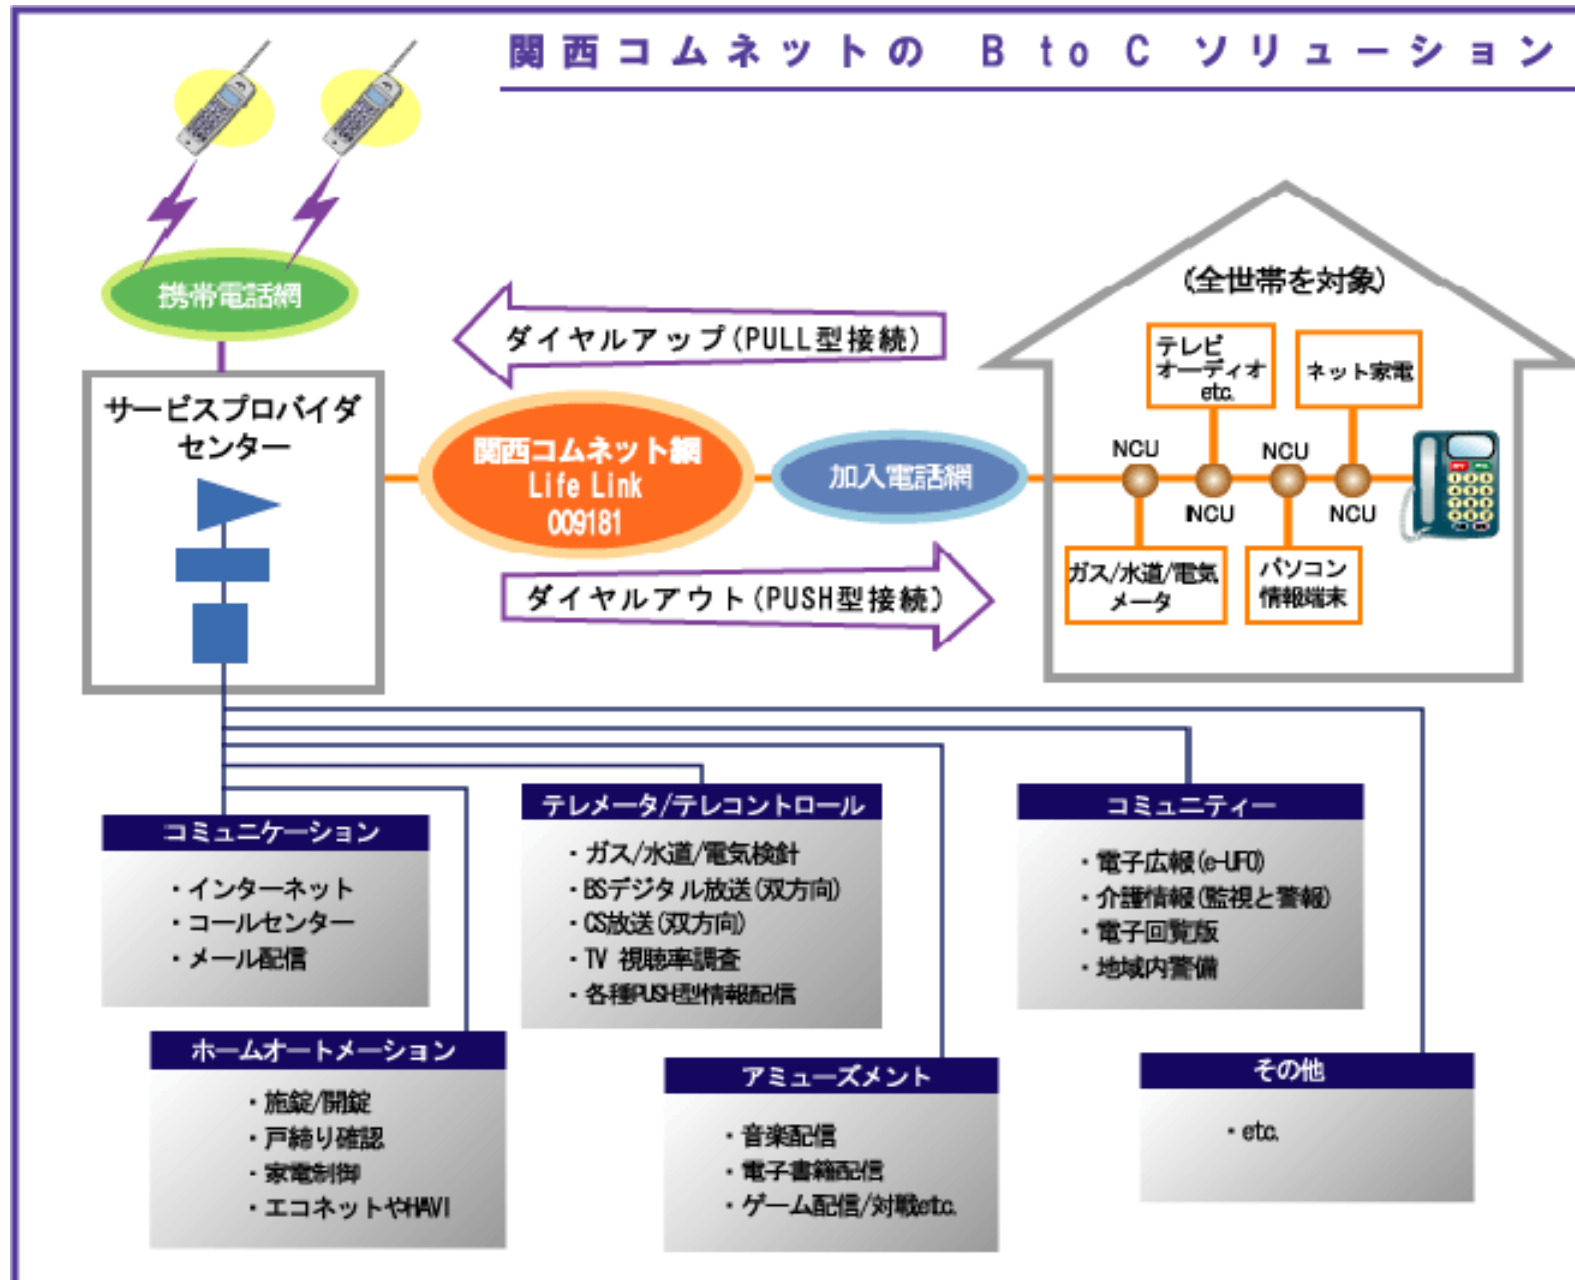 関西コムネットの B to C ソリューション
携帯電話網
サービスプロバイダ
センター
ダイヤルアップ(PULL型接続)
関西コムネット網
Life Link
009181
加入電話網
ダイヤルアウト(PUSH型接続)
(全世帯を対象)
テレビ
オーディオ
etc.
ネット家電
NCU
NCU
NCU
NCU
ガス/水道/電気
メータ
パソコン
情報端末
コミュニケーション
・インターネット
・コールセンター
・メール配信
テレメータ/テレコントロール
・ガス/水道/電気検針
・BSデジタル放送(双方向)
・CS放送(双方向)
・TV 視聴率調査
・各種PUSH型情報配信
コミュニティー
・電子広報(e-UFO)
・介護情報(監視と警報)
・電子回覧版
・地域内警備
ホームオートメーション
・施錠/開錠
・戸締り確認
・家電制御
・エコネットやHAVI
アミューズメント
・音楽配信
・電子書籍配信
・ゲーム配信/対戦etc.
その他
・etc.